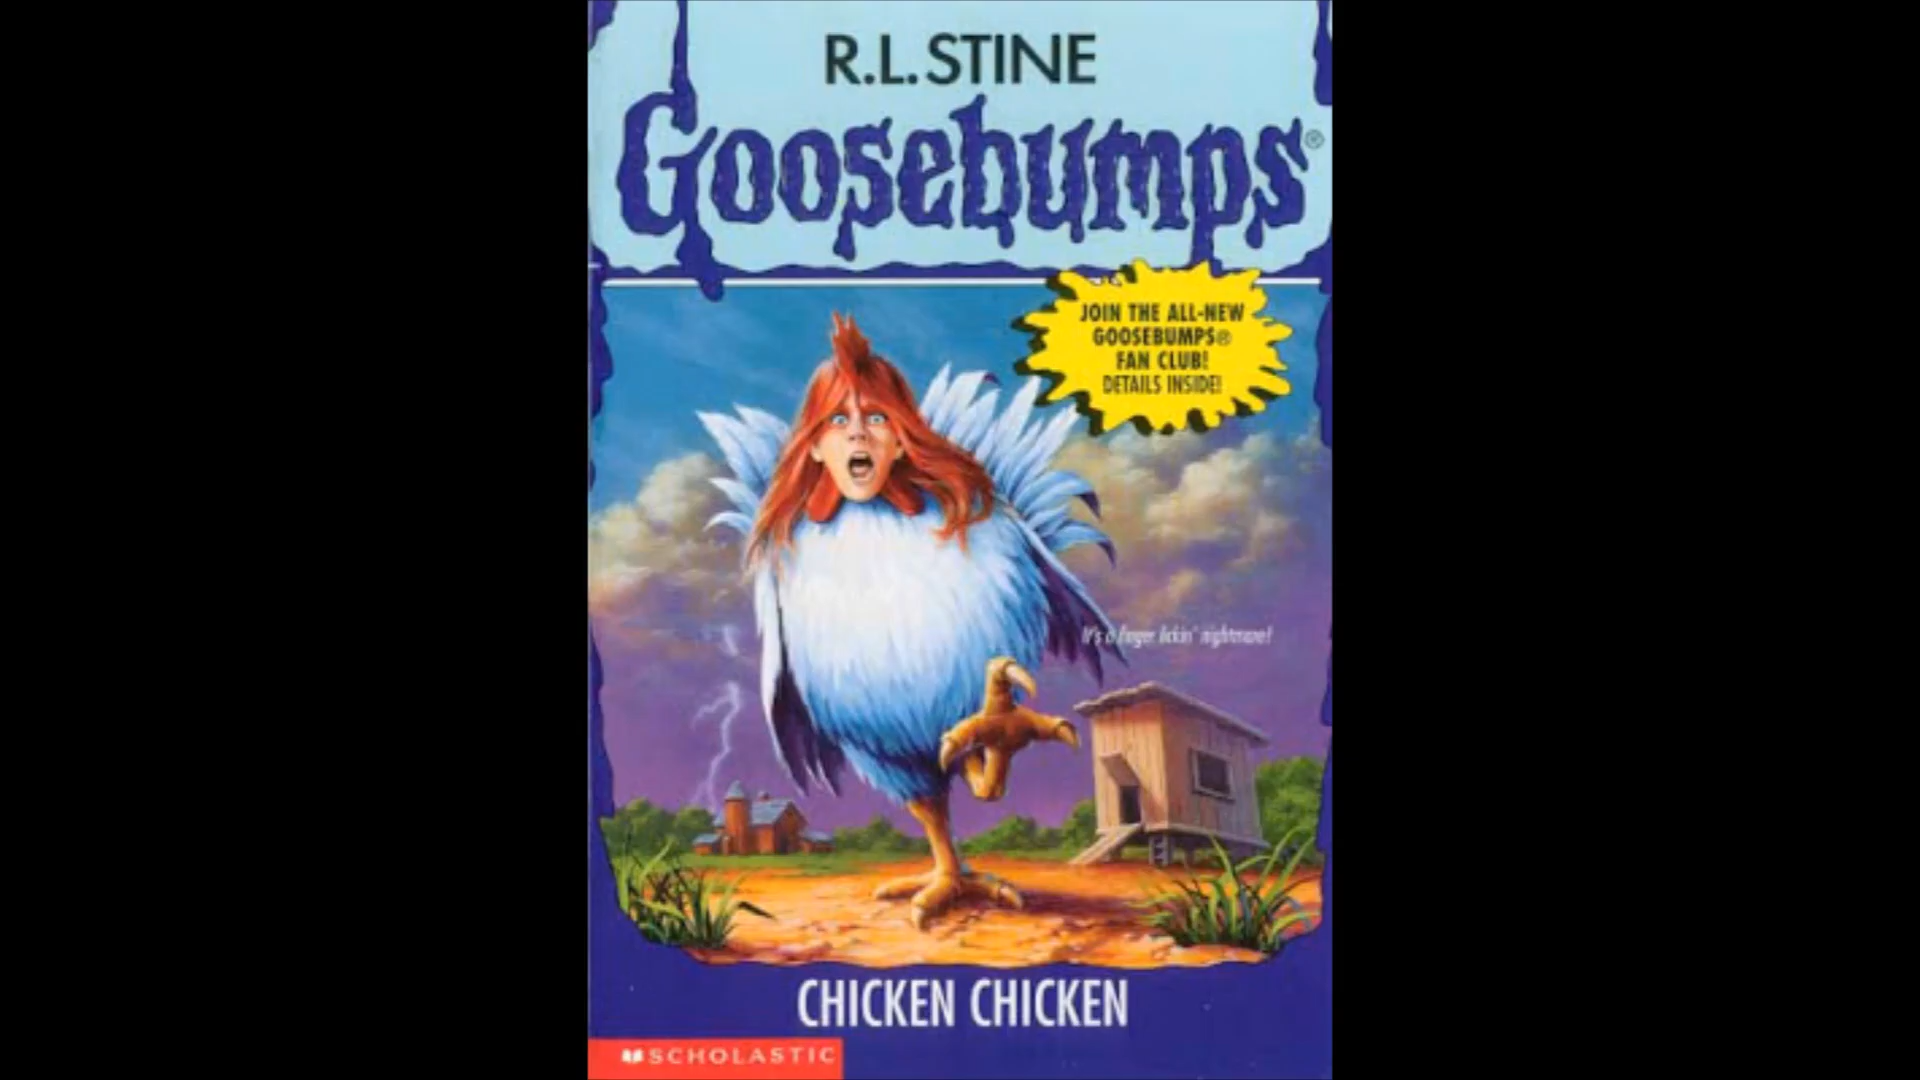 R.L. STINE
Goosebumps®
JOIN THE ALL-NEW
GOOSEBUMPS®
FAN CLUB!
DETAILS INSIDE!
It's a finger lickin' nightmare!
CHICKEN CHICKEN
SCHOLASTIC